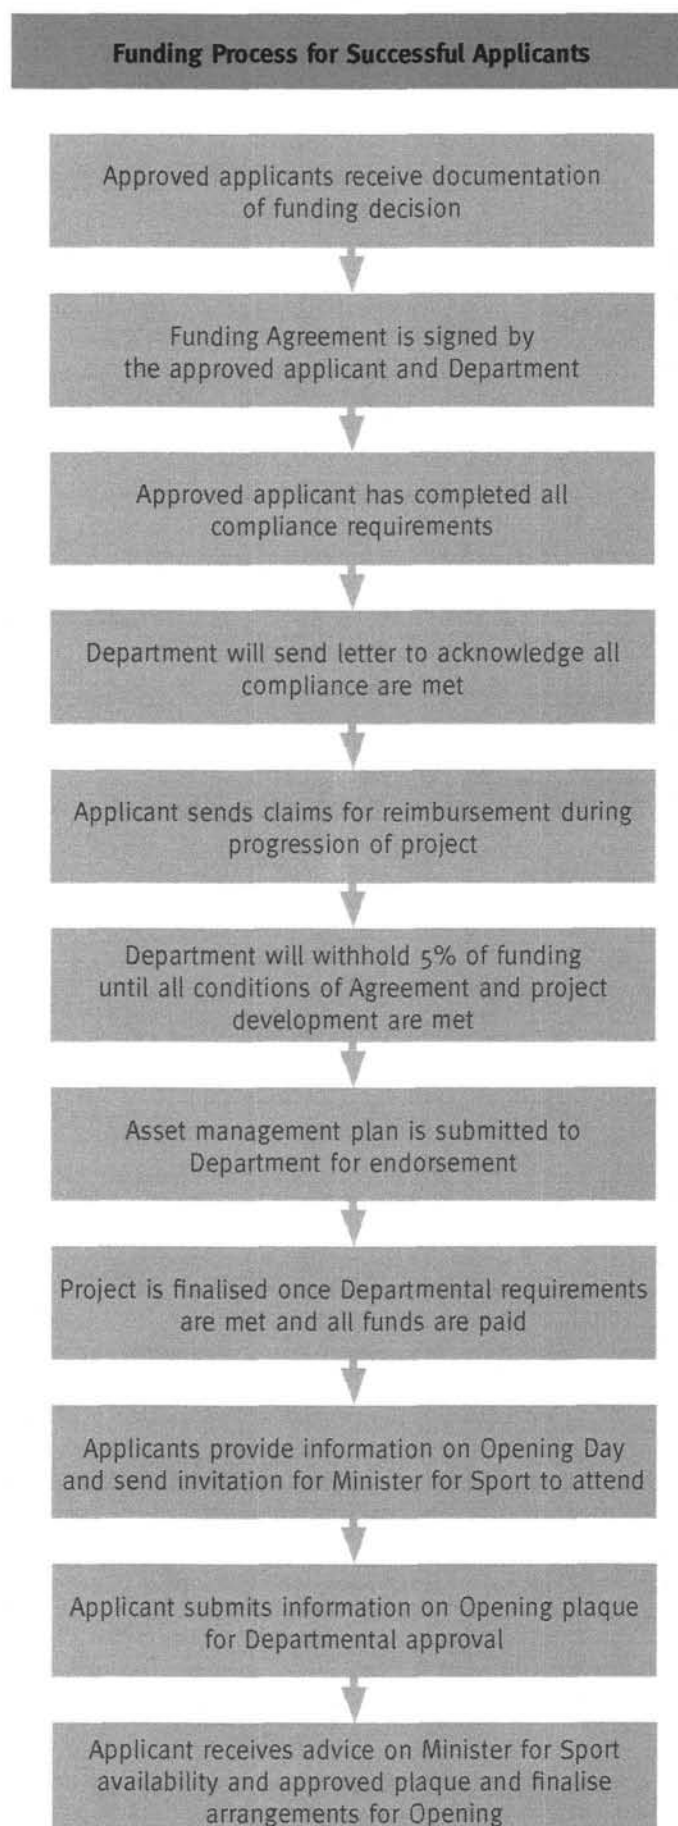 Funding Process for Successful Applicants
Approved applicants receive documentation
of funding decision
Funding Agreement is signed by
the approved applicant and Department
Approved applicant has completed all
compliance requirements
Department will send letter to acknowledge all
compliance are met
Applicant sends claims for reimbursement during
progression of project
Department will withhold 5% of funding
until all conditions of Agreement and project
development are met
Asset management plan is submitted to
Department for endorsement
Project is finalised once Departmental requirements
are met and all funds are paid
Applicants provide information on Opening Day
and send invitation for Minister for Sport to attend
Applicant submits information on Opening plaque
for Departmental approval
Applicant receives advice on Minister for Sport
availability and approved plaque and finalise
arrangements for Opening